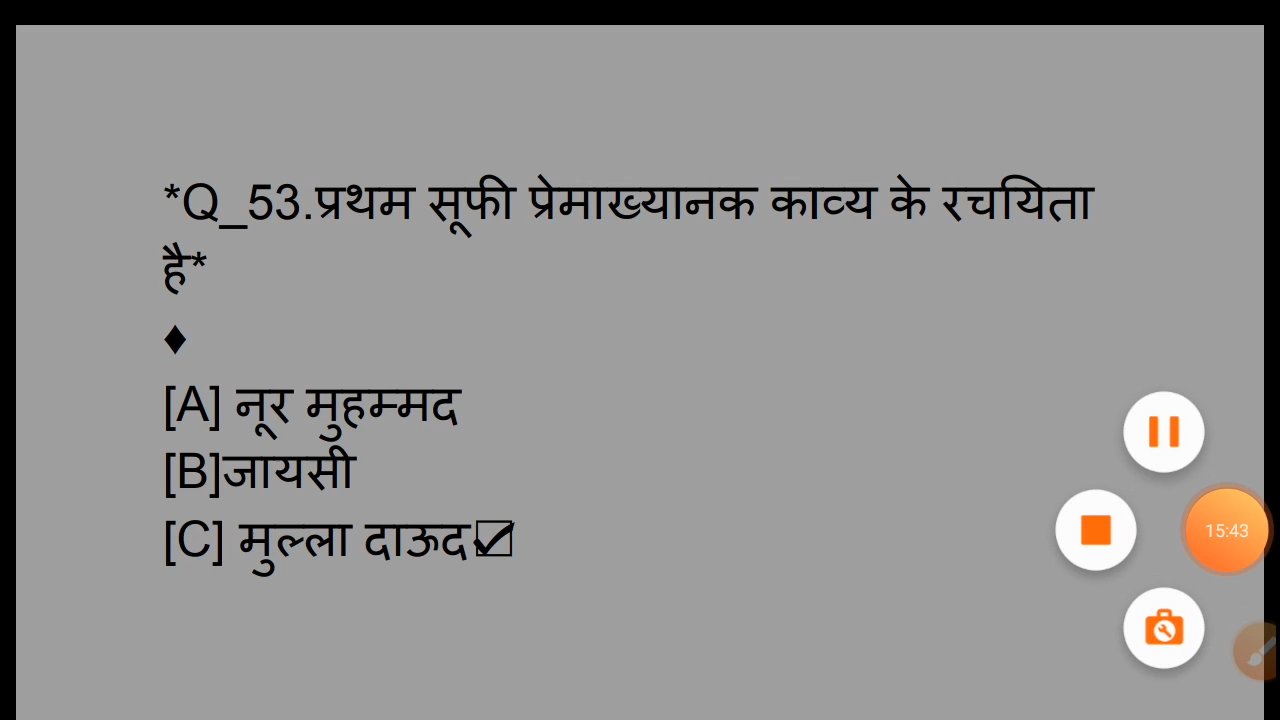 *Q_53.प्रथम सूफी प्रेमाख्यानक काव्य के रचयिता
है*
♦
[A] नूर मुहम्मद
[B]जायसी
[C] मुल्ला दाऊद☑
15:43